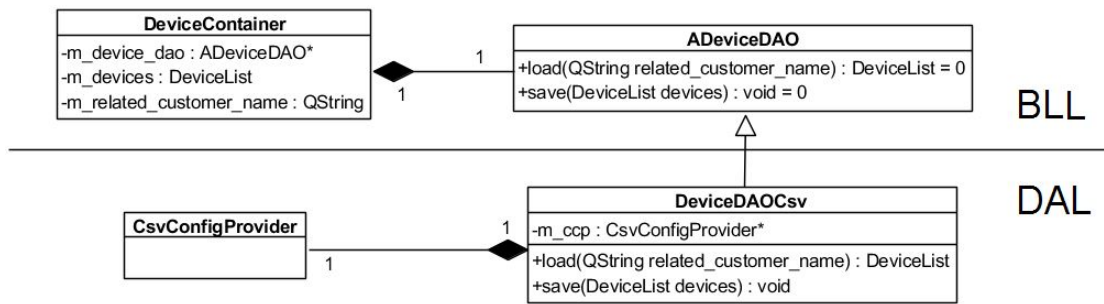 DeviceContainer
-m_device_dao : ADeviceDAO*
-m_devices : DeviceList
-m_related_customer_name : QString
1
1
ADeviceDAO
+load(QString related_customer_name) : DeviceList = 0
+save(DeviceList devices) : void = 0
BLL
DAL
CsvConfigProvider
1
1
DeviceDAOCsv
-m_ccp : CsvConfigProvider*
+load(QString related_customer_name) : DeviceList
+save(DeviceList devices) : void